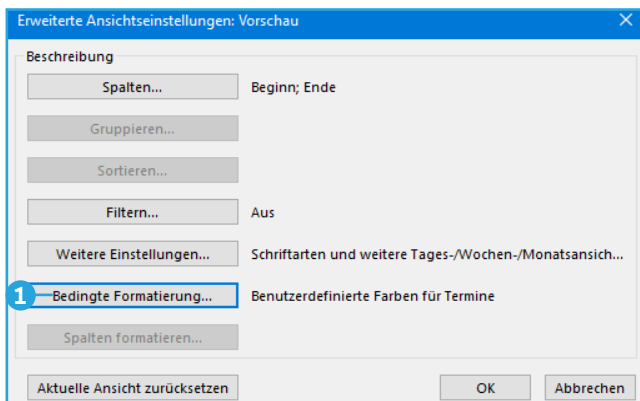 Erweiterte Ansichtseinstellungen: Vorschau
Beschreibung
Spalten... Beginn; Ende
Gruppieren...
Sortieren...
Filtern... Aus
Weitere Einstellungen... Schriftarten und weitere Tages-/Wochen-/Monatsansich...
1 Bedingte Formatierung... Benutzerdefinierte Farben für Termine
Spalten formatieren...
Aktuelle Ansicht zurücksetzen OK Abbrechen